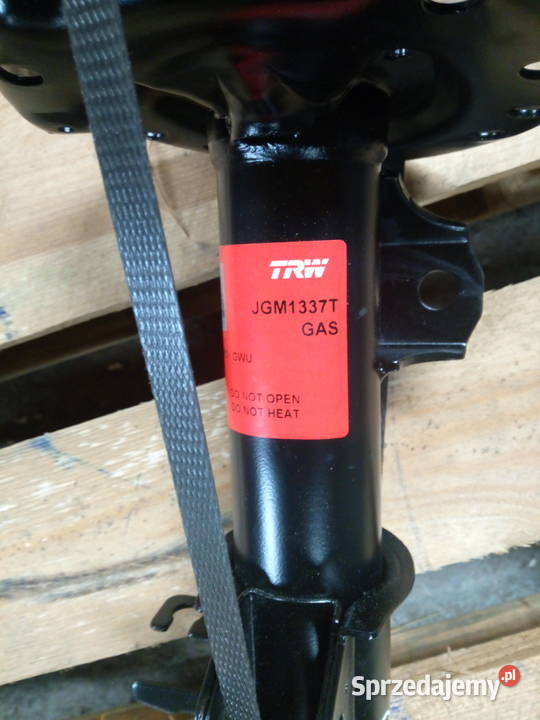 TRW
JGM1337T
GAS
GWU
DO NOT OPEN
DO NOT HEAT
Sprzedajemy.pl